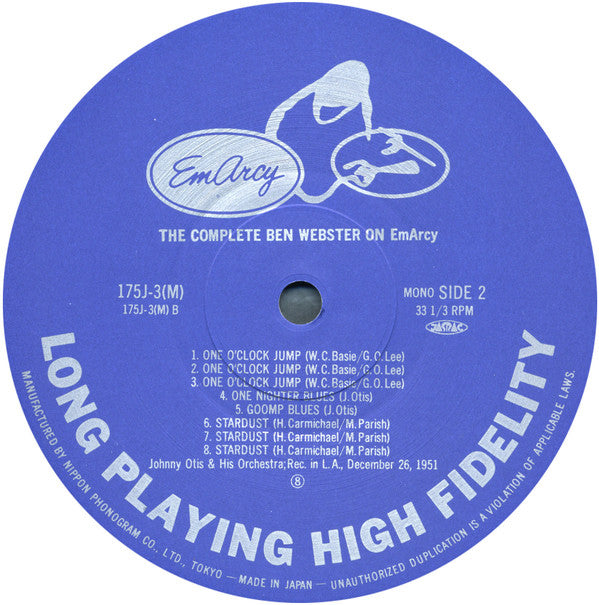 EmArcy
THE COMPLETE BEN WEBSTER ON EmArcy
175J-3(M)
175J-3(M) B
MONO SIDE 2
33 1/3 RPM
JASRAC
1. ONE O'CLOCK JUMP (W.C.Basie/G.O.Lee)
2. ONE O'CLOCK JUMP (W.C.Basie/G.O.Lee)
3. ONE O'CLOCK JUMP (W.C.Basie/G.O.Lee)
4. ONE NIGHTER BLUES (J.Otis)
5. GOOMP BLUES (J.Otis)
6. STARDUST (H.Carmichael/M.Parish)
7. STARDUST (H.Carmichael/M.Parish)
8. STARDUST (H.Carmichael/M.Parish)
Johnny Otis & His Orchestra; Rec. in L.A., December 26, 1951
⑧
LONG PLAYING HIGH FIDELITY
MANUFACTURED BY NIPPON PHONOGRAM CO., LTD., TOKYO — MADE IN JAPAN — UNAUTHORIZED DUPLICATION IS A VIOLATION OF APPLICABLE LAWS.